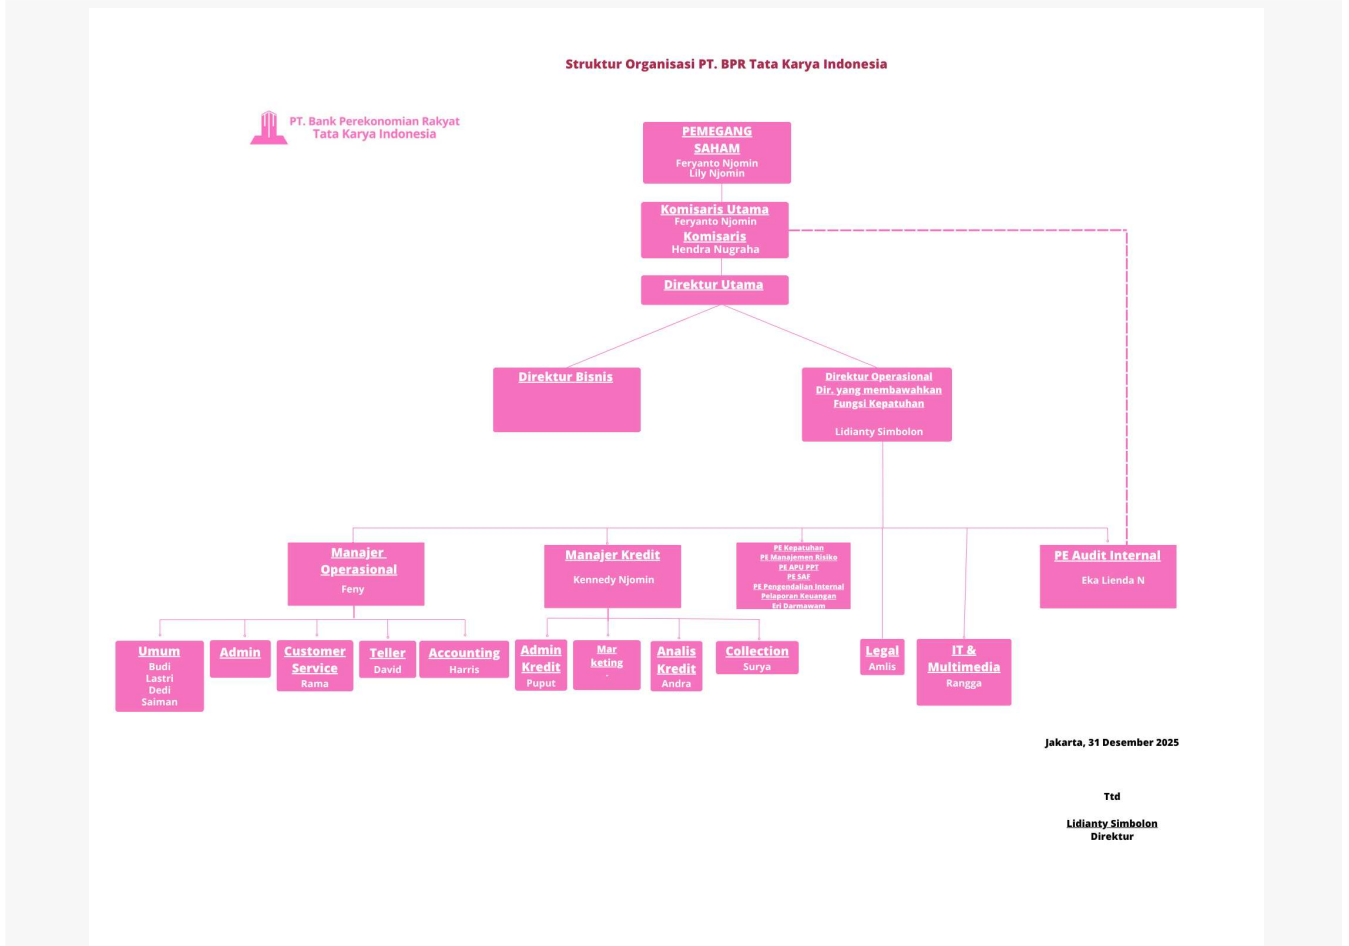 Struktur Organisasi PT. BPR Tata Karya Indonesia
PT. Bank Perekonomian Rakyat
Tata Karya Indonesia
PEMEGANG
SAHAM
Feryanto Njomin
Lily Njomin
Komisaris Utama
Feryanto Njomin
Komisaris
Hendra Nugraha
Direktur Utama
Direktur Bisnis
Direktur Operasional
Dir. yang membawahkan
Fungsi Kepatuhan
Lidianty Simbolon
Manajer
Operasional
Feny
Manajer Kredit
Kennedy Njomin
PE Kepatuhan
PE Manajemen Risiko
PE APU PPT
PE SAF
PE Pengendalian Internal
Pelaporan Keuangan
Eri Darmawam
PE Audit Internal
Eka Lienda N
Umum
Budi
Lastri
Dedi
Saiman
Admin
Customer
Service
Rama
Teller
David
Accounting
Harris
Admin
Kredit
Puput
Mar
keting
-
Analis
Kredit
Andra
Collection
Surya
Legal
Amlis
IT &
Multimedia
Rangga
Jakarta, 31 Desember 2025
Ttd
Lidianty Simbolon
Direktur